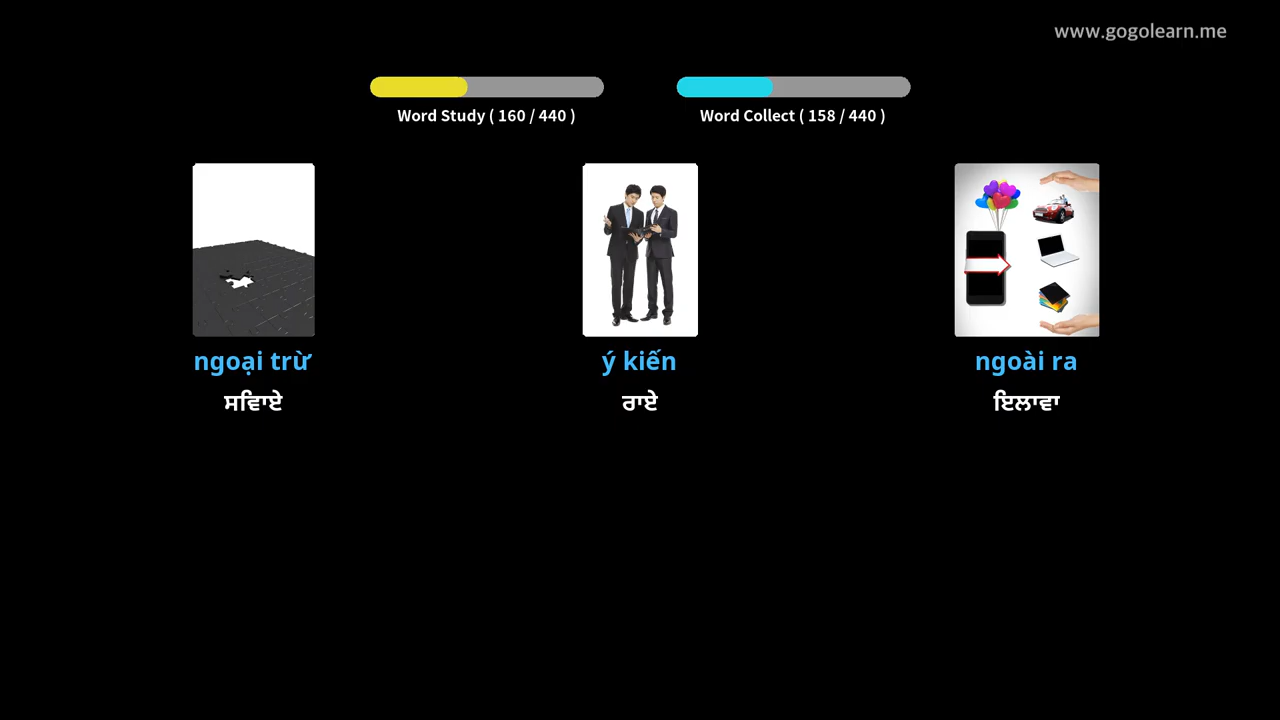 www.gogolearn.me
Word Study ( 160 / 440 )
Word Collect ( 158 / 440 )
ngoại trừ
ý kiến
ngoài ra
ਸਵਿਾਏ
ਰਾਏ
ਇਲਾਵਾ